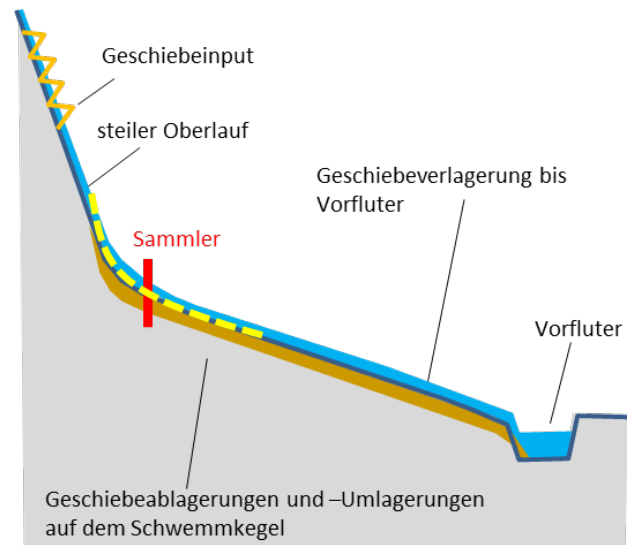 Geschiebeinput
steiler Oberlauf
Geschiebeverlagerung bis
Vorfluter
Sammler
Vorfluter
Geschiebeablagerungen und –Umlagerungen
auf dem Schwemmkegel